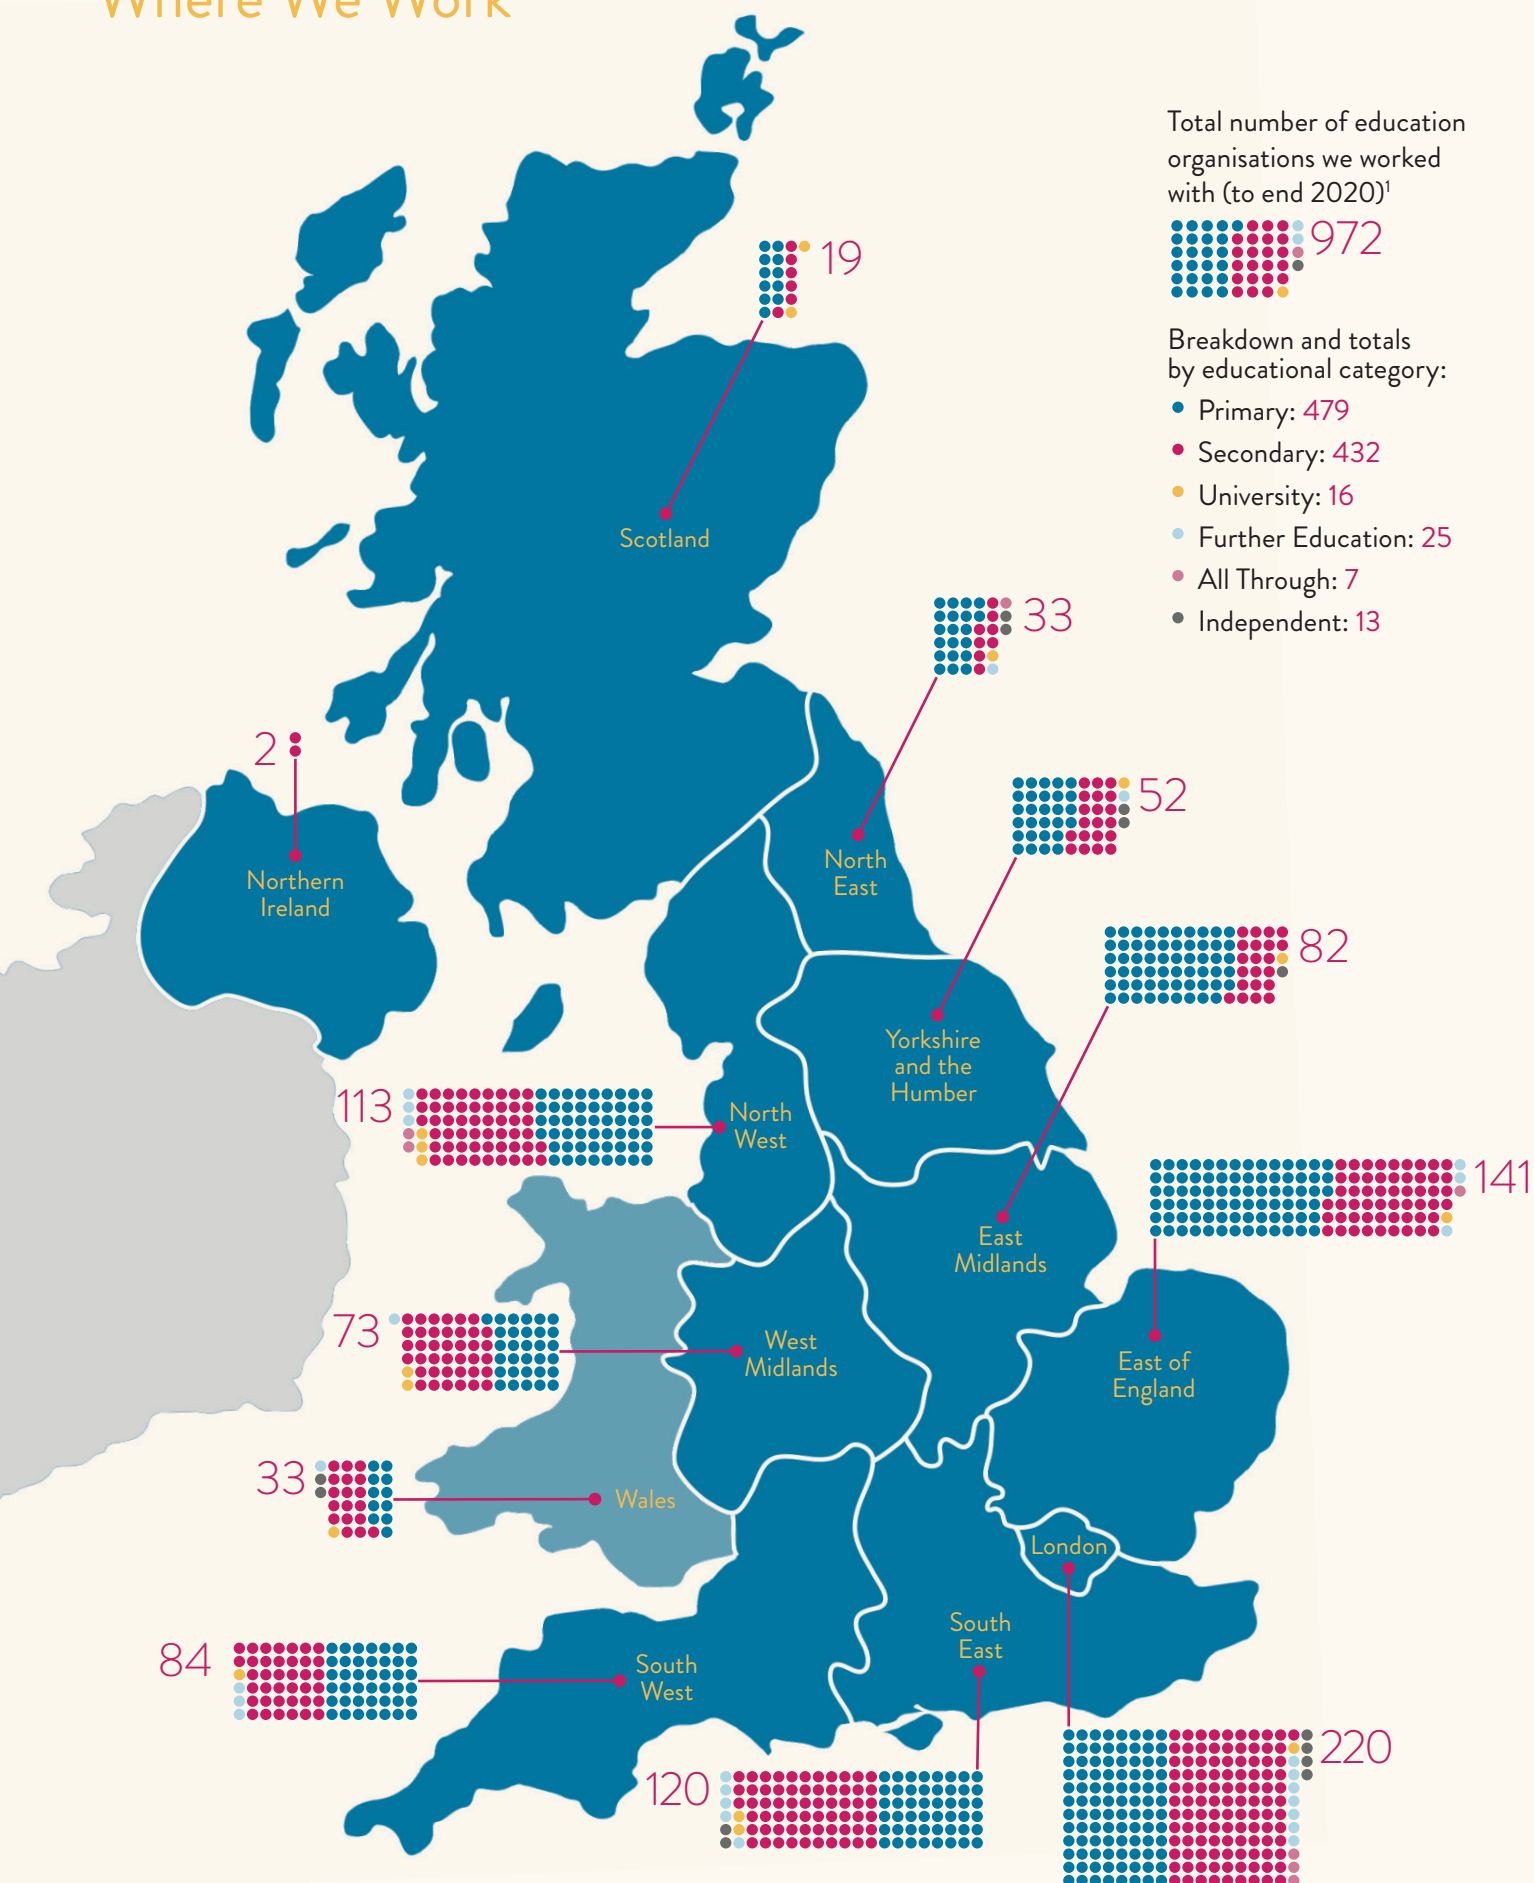 Where We Work
Total number of education
organisations we worked
with (to end 2020)¹
972
Breakdown and totals
by educational category:
Primary: 479
Secondary: 432
University: 16
Further Education: 25
All Through: 7
Independent: 13
19
Scotland
33
North
East
2
Northern
Ireland
52
Yorkshire
and the
Humber
82
East
Midlands
113
North
West
141
East of
England
73
West
Midlands
33
Wales
84
South
West
120
South
East
London
220